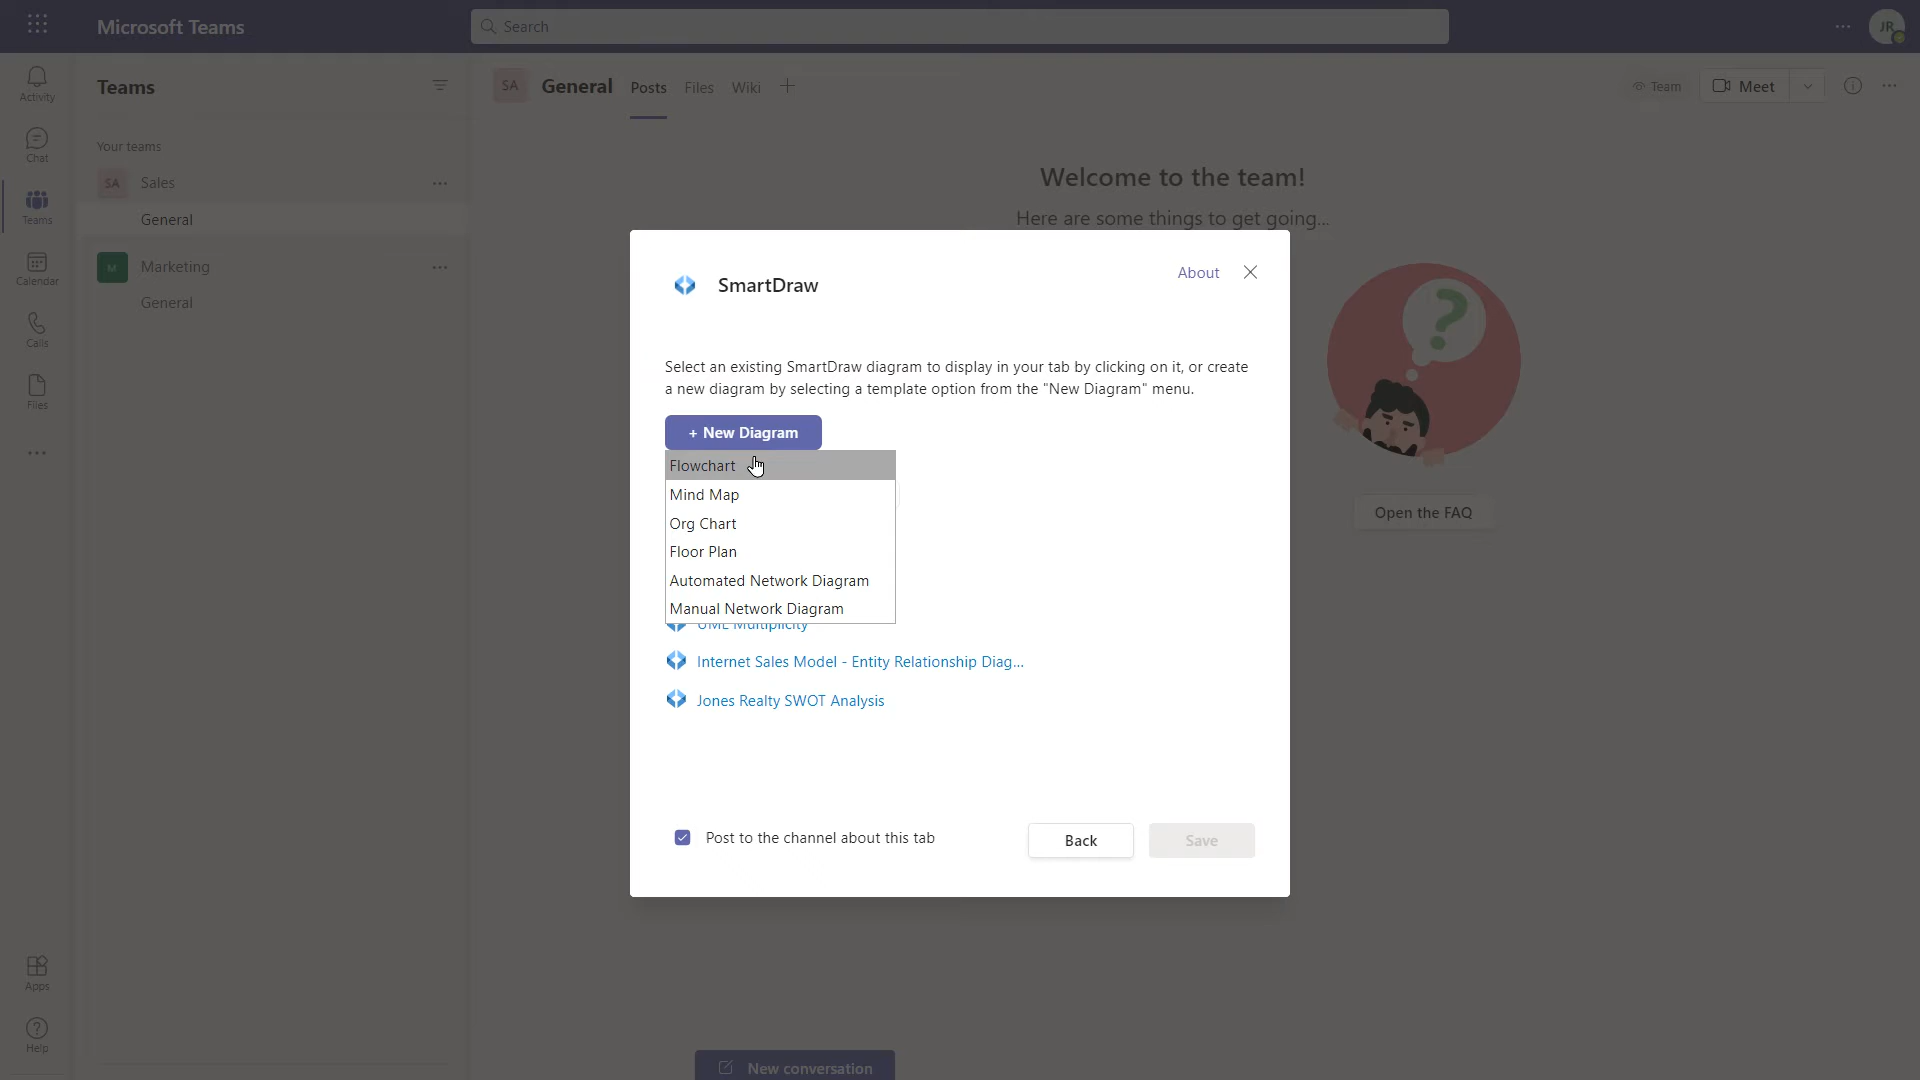 Microsoft Teams
Search
JR
Activity
Chat
Teams
Calendar
Calls
Files
Apps
Help
Teams
Your teams
SA
Sales
General
M
Marketing
General
SA
General
Posts
Files
Wiki
Team
Meet
Welcome to the team!
Here are some things to get going...
?
Open the FAQ
SmartDraw
About
Select an existing SmartDraw diagram to display in your tab by clicking on it, or create
a new diagram by selecting a template option from the "New Diagram" menu.
+ New Diagram
Flowchart
Mind Map
Org Chart
Floor Plan
Automated Network Diagram
Manual Network Diagram
UML Multiplicity
Internet Sales Model - Entity Relationship Diag...
Jones Realty SWOT Analysis
Post to the channel about this tab
Back
Save
New conversation